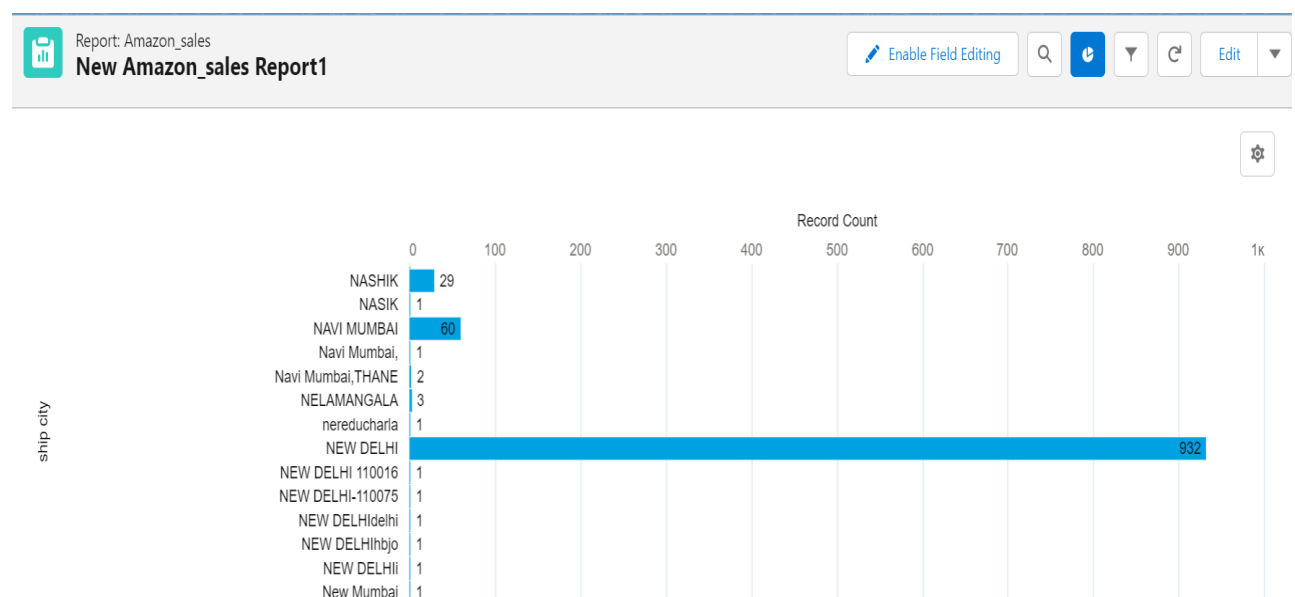 Report: Amazon_sales
New Amazon_sales Report1
Enable Field Editing
Edit
Record Count
0 100 200 300 400 500 600 700 800 900 1K
ship city
NASHIK 29
NASIK 1
NAVI MUMBAI 60
Navi Mumbai, 1
Navi Mumbai,THANE 2
NELAMANGALA 3
nereducharla 1
NEW DELHI 932
NEW DELHI 110016 1
NEW DELHI-110075 1
NEW DELHIdelhi 1
NEW DELHIhbjo 1
NEW DELHIi 1
New Mumbai 1